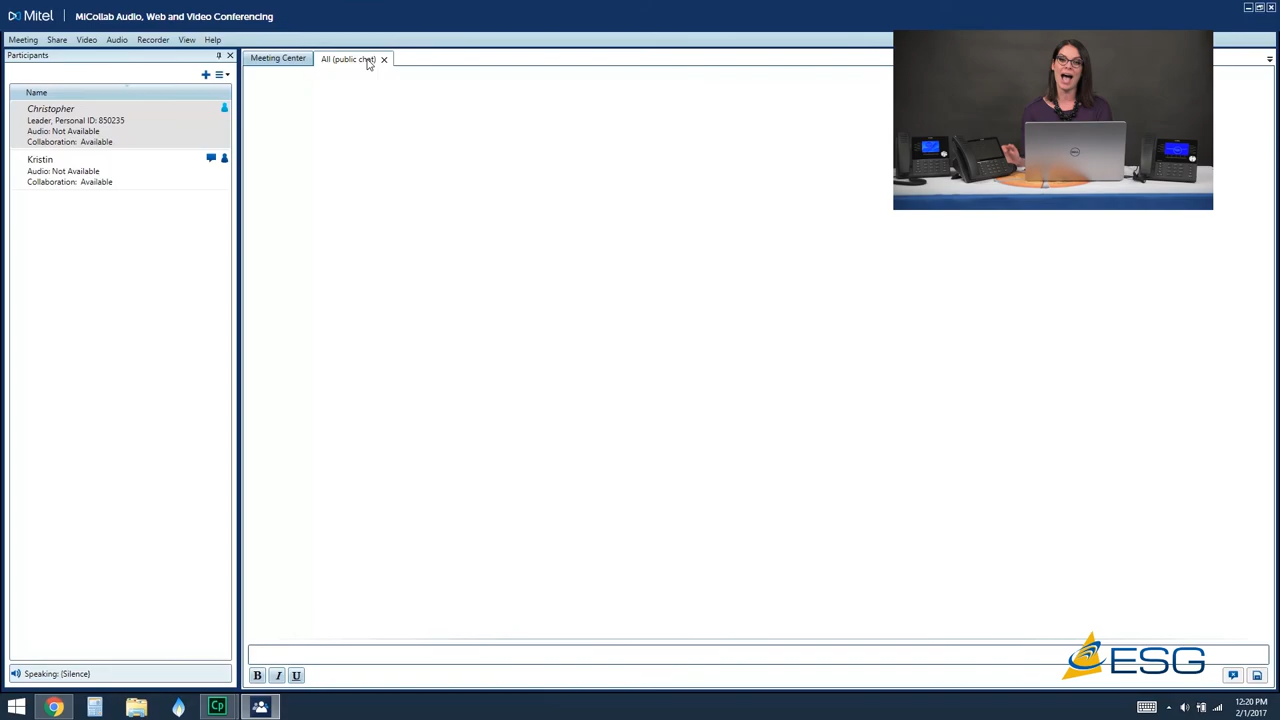 Mitel
MiCollab Audio, Web and Video Conferencing
Meeting Share Video Audio Recorder View Help
Participants
Name
Christopher
Leader, Personal ID: 850235
Audio: Not Available
Collaboration: Available
Kristin
Audio: Not Available
Collaboration: Available
Speaking: (Silence)
Meeting Center
All (public chat)
B I U
ESG
Cp
12:20 PM
2/1/2017